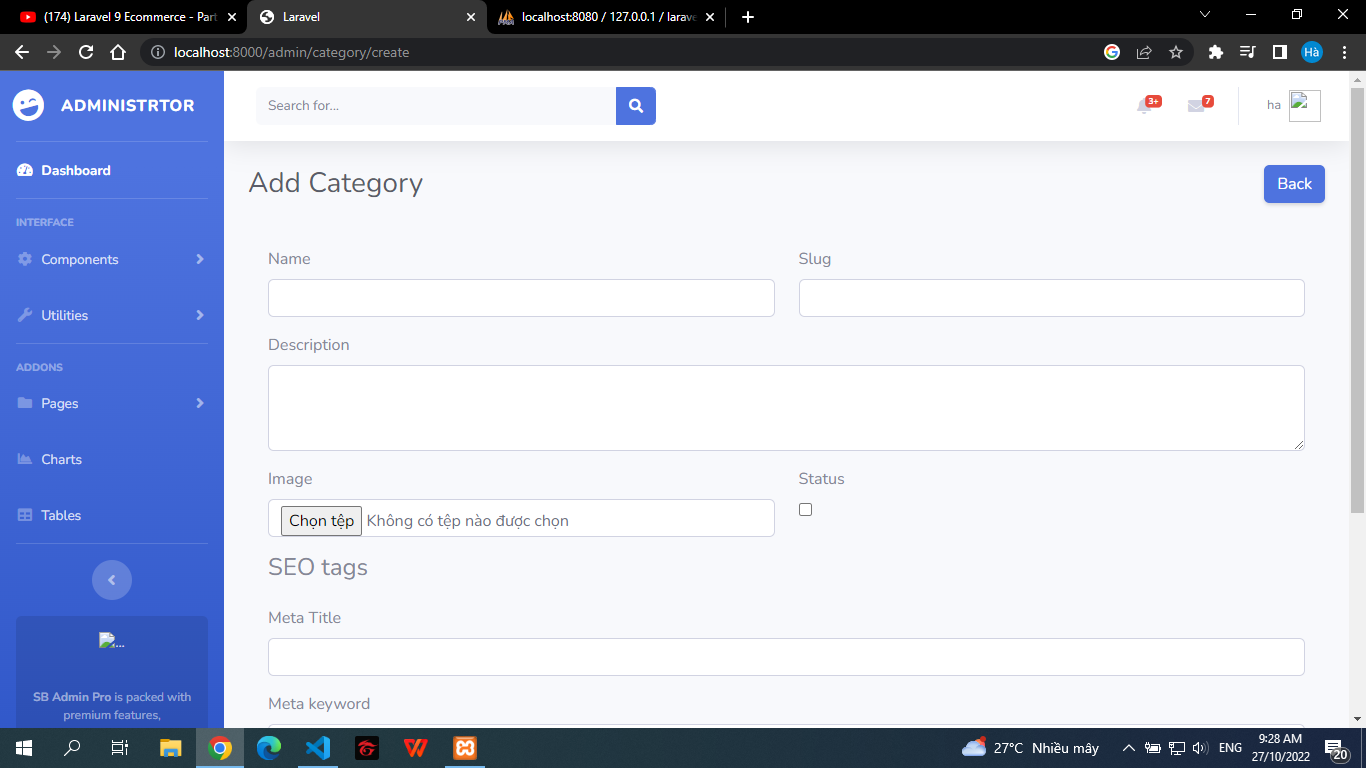 (174) Laravel 9 Ecommerce - Part
Laravel
localhost:8080 / 127.0.0.1 / larave
localhost:8000/admin/category/create
Hà
ADMINISTRTOR
Search for...
3+
7
ha
Dashboard
Add Category
Back
INTERFACE
Components
Utilities
ADDONS
Pages
Charts
Tables
...
SB Admin Pro is packed with
premium features,
Name
Slug
Description
Image
Status
Chọn tệp Không có tệp nào được chọn
SEO tags
Meta Title
Meta keyword
27°C Nhiều mây
ENG
9:28 AM
27/10/2022
20